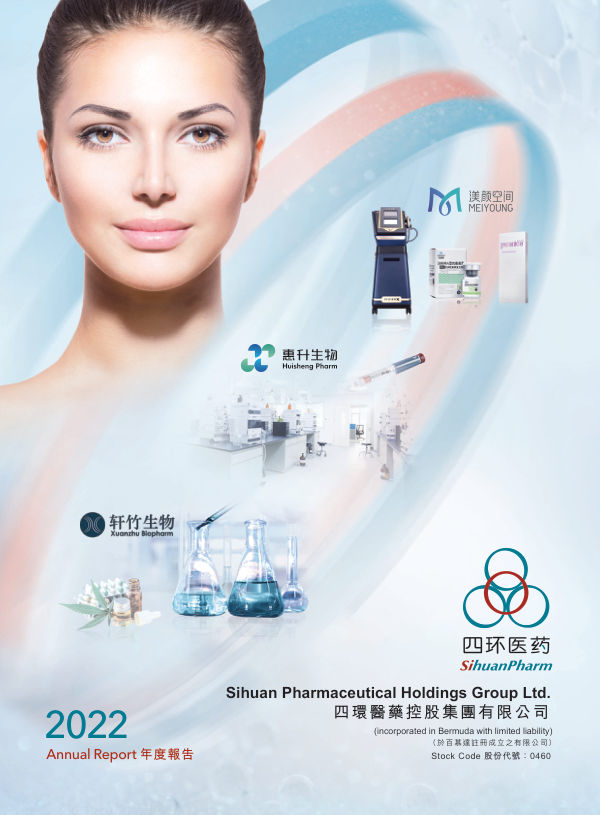 渼颜空间
MEIYOUNG
惠升生物
Huisheng Pharm
轩竹生物
Xuanzhu Biopharm
四环医药
SihuanPharm
Sihuan Pharmaceutical Holdings Group Ltd.
四環醫藥控股集團有限公司
(incorporated in Bermuda with limited liability)
（於百慕達註冊成立之有限公司）
Stock Code 股份代號：0460
2022
Annual Report 年度報告